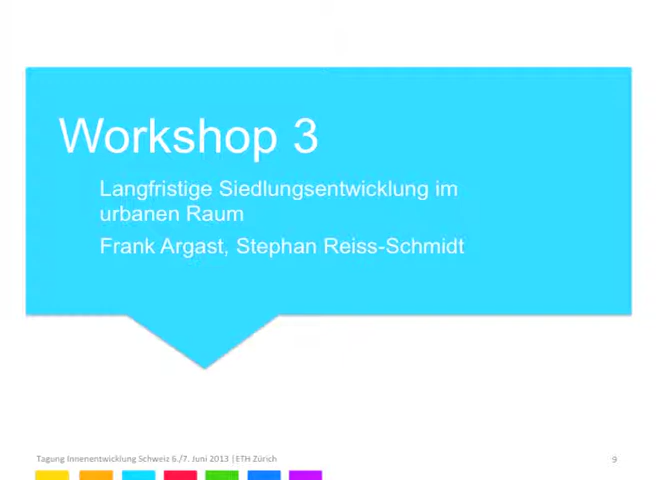 Workshop 3
Langfristige Siedlungsentwicklung im
urbanen Raum
Frank Argast, Stephan Reiss-Schmidt
Tagung Innenentwicklung Schweiz 6./7. Juni 2013 |ETH Zürich
9